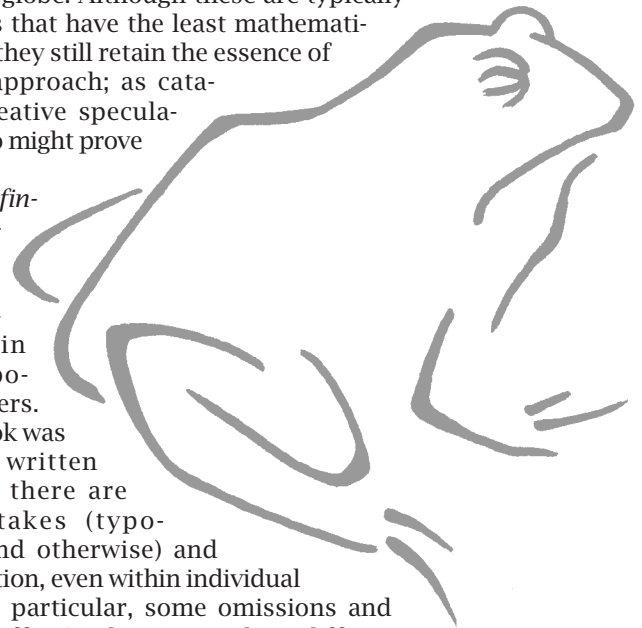 globe. Although these are typically
s that have the least mathemati-
they still retain the essence of
approach; as cata-
eative specula-
o might prove
fin-
in
po-
ers.
ok was
written
there are
takes (typo-
nd otherwise) and
tion, even within individual
particular, some omissions and